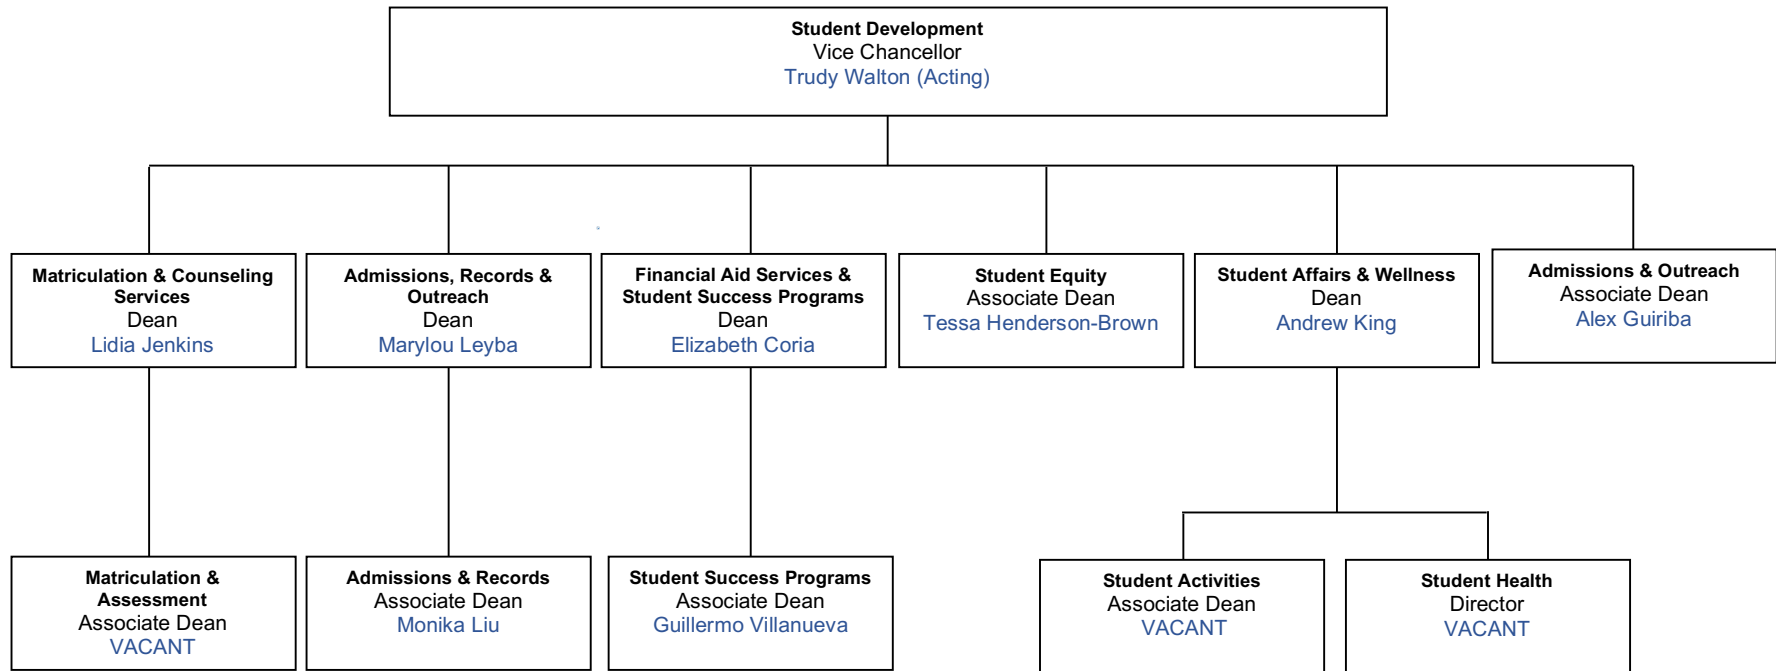 Student Development
Vice Chancellor
Trudy Walton (Acting)
Matriculation & Counseling
Services
Dean
Lidia Jenkins
Admissions, Records &
Outreach
Dean
Marylou Leyba
Financial Aid Services &
Student Success Programs
Dean
Elizabeth Coria
Student Equity
Associate Dean
Tessa Henderson-Brown
Student Affairs & Wellness
Dean
Andrew King
Admissions & Outreach
Associate Dean
Alex Guiriba
Matriculation &
Assessment
Associate Dean
VACANT
Admissions & Records
Associate Dean
Monika Liu
Student Success Programs
Associate Dean
Guillermo Villanueva
Student Activities
Associate Dean
VACANT
Student Health
Director
VACANT